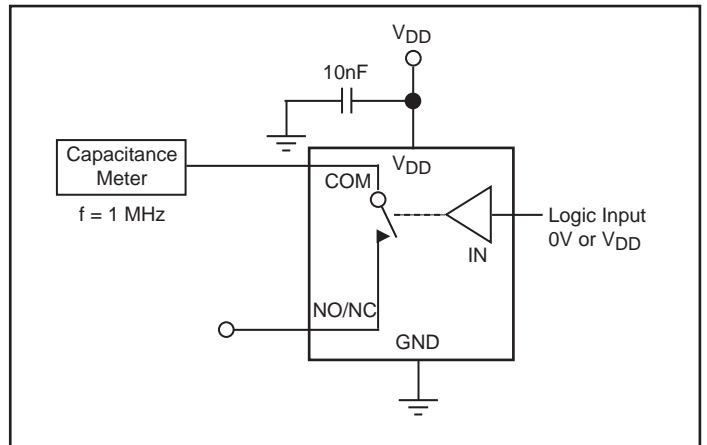 VDD
10nF
Capacitance
Meter
f = 1 MHz
VDD
COM
Logic Input
0V or VDD
IN
NO/NC
GND